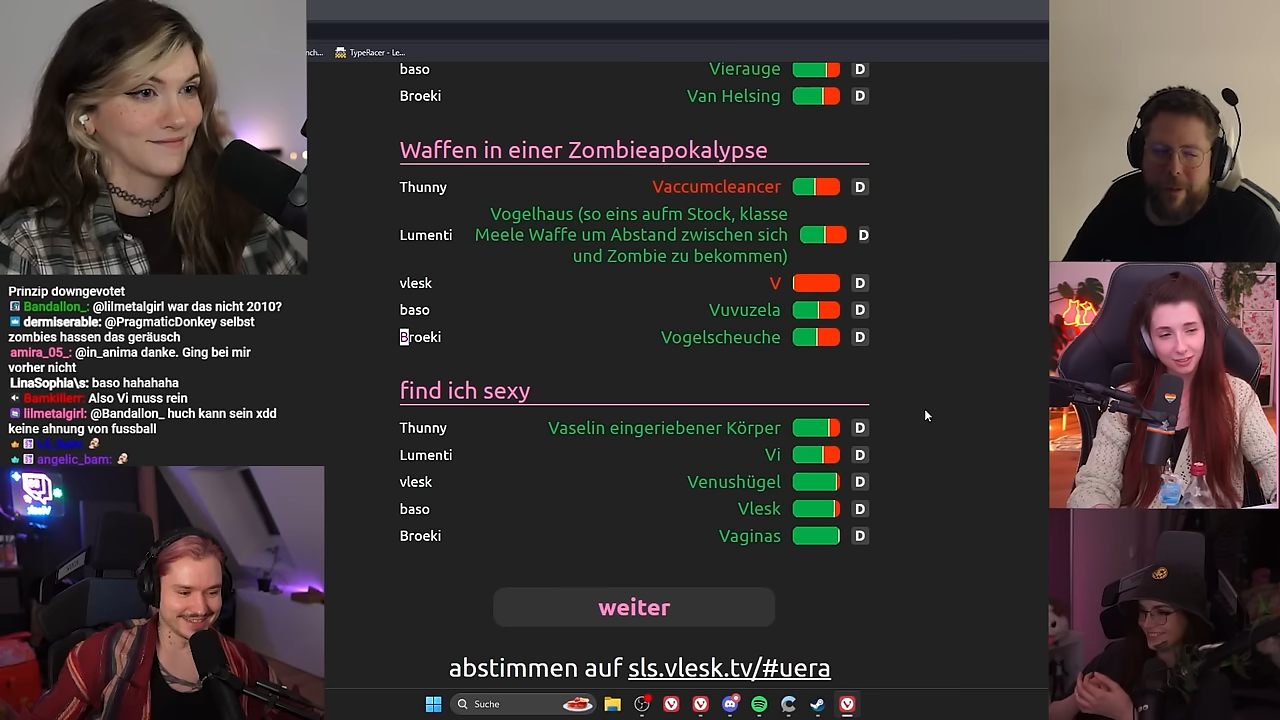 nch...
TypeRacer - Le...
baso Vierauge D
Broeki Van Helsing D
Waffen in einer Zombieapokalypse
Thunny Vaccumcleancer D
Vogelhaus (so eins aufm Stock, klasse
Lumenti Meele Waffe um Abstand zwischen sich D
und Zombie zu bekommen)
vlesk V D
baso Vuvuzela D
Broeki Vogelscheuche D
find ich sexy
Thunny Vaselin eingeriebener Körper D
Lumenti Vi D
vlesk Venushügel D
baso Vlesk D
Broeki Vaginas D
weiter
abstimmen auf sls.vlesk.tv/#uera
Suche
Prinzip downgevotet
Bandallon_: @lilmetalgirl war das nicht 2010?
dermiserable: @PragmaticDonkey selbst
zombies hassen das geräusch
amira_05_: @in_anima danke. Ging bei mir
vorher nicht
LinaSophia\s: baso hahahaha
Bamkillerr: Also Vi muss rein
lilmetalgirl: @Bandallon_ huch kann sein xdd
keine ahnung von fussball
angelic_bam: